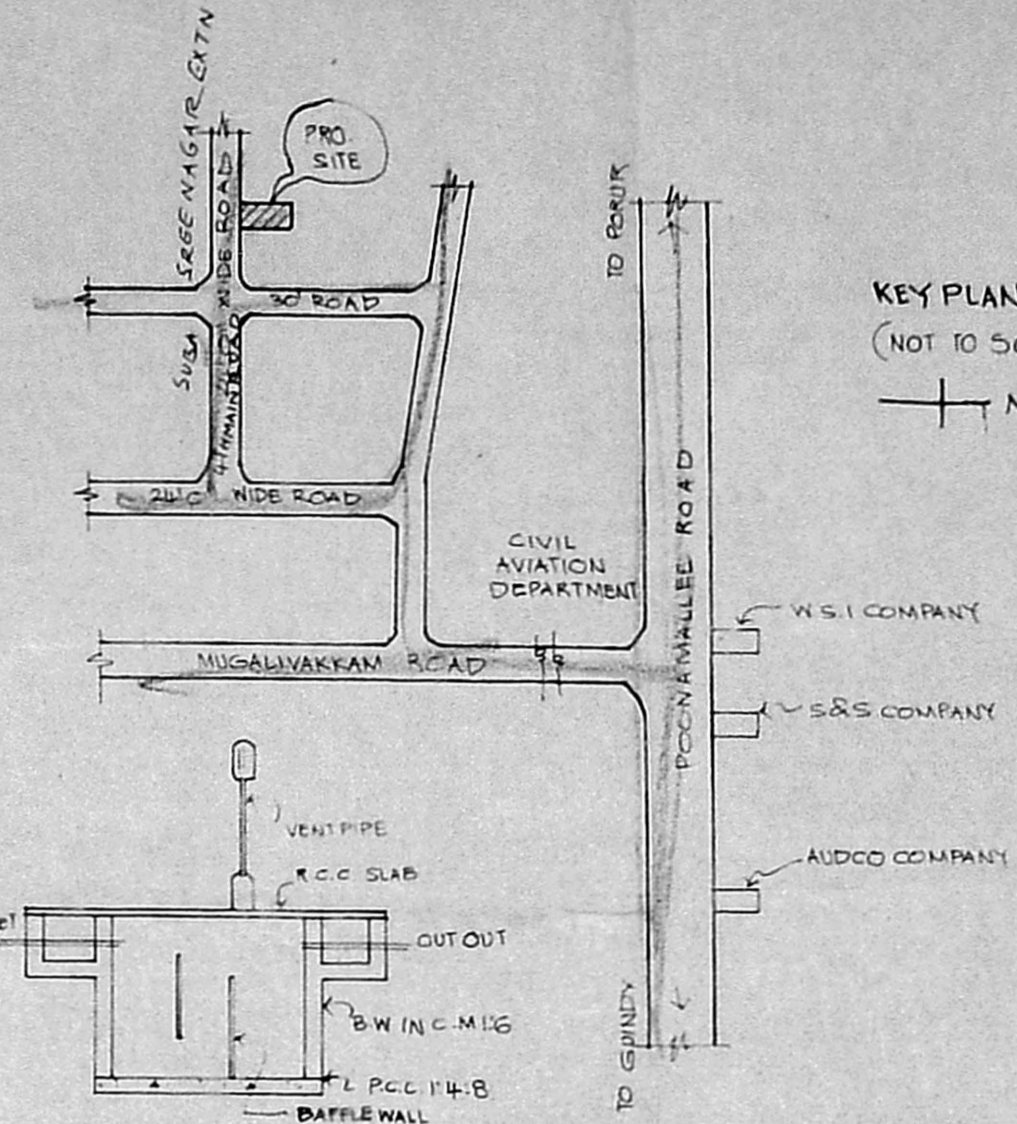 SREE NAGAR EXTN
SUBA
PRO.
SITE
WIDE ROAD
4TH MAIN ROAD
30' ROAD
24'0 WIDE ROAD
CIVIL
AVIATION
DEPARTMENT
MUGALIVAKKAM ROAD
TO PORUR
POONAMALLEE ROAD
TO GUINDY
KEY PLAN
(NOT TO
N
W.S.I COMPANY
S&S COMPANY
AUDCO COMPANY
VENT PIPE
R.C.C SLAB
OUT OUT
B.W IN C.M 1:6
P.C.C. 1:4:8
BAFFLE WALL